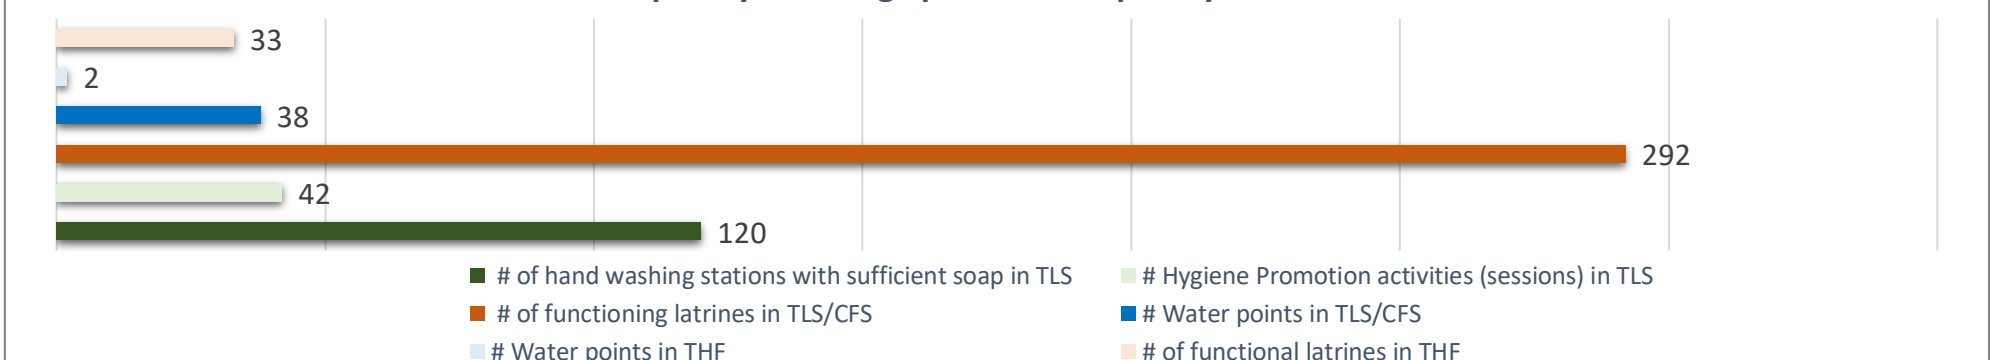 33
2
38
292
42
120
# of hand washing stations with sufficient soap in TLS
# Hygiene Promotion activities (sessions) in TLS
# of functioning latrines in TLS/CFS
# Water points in TLS/CFS
# Water points in THF
# of functional latrines in THF